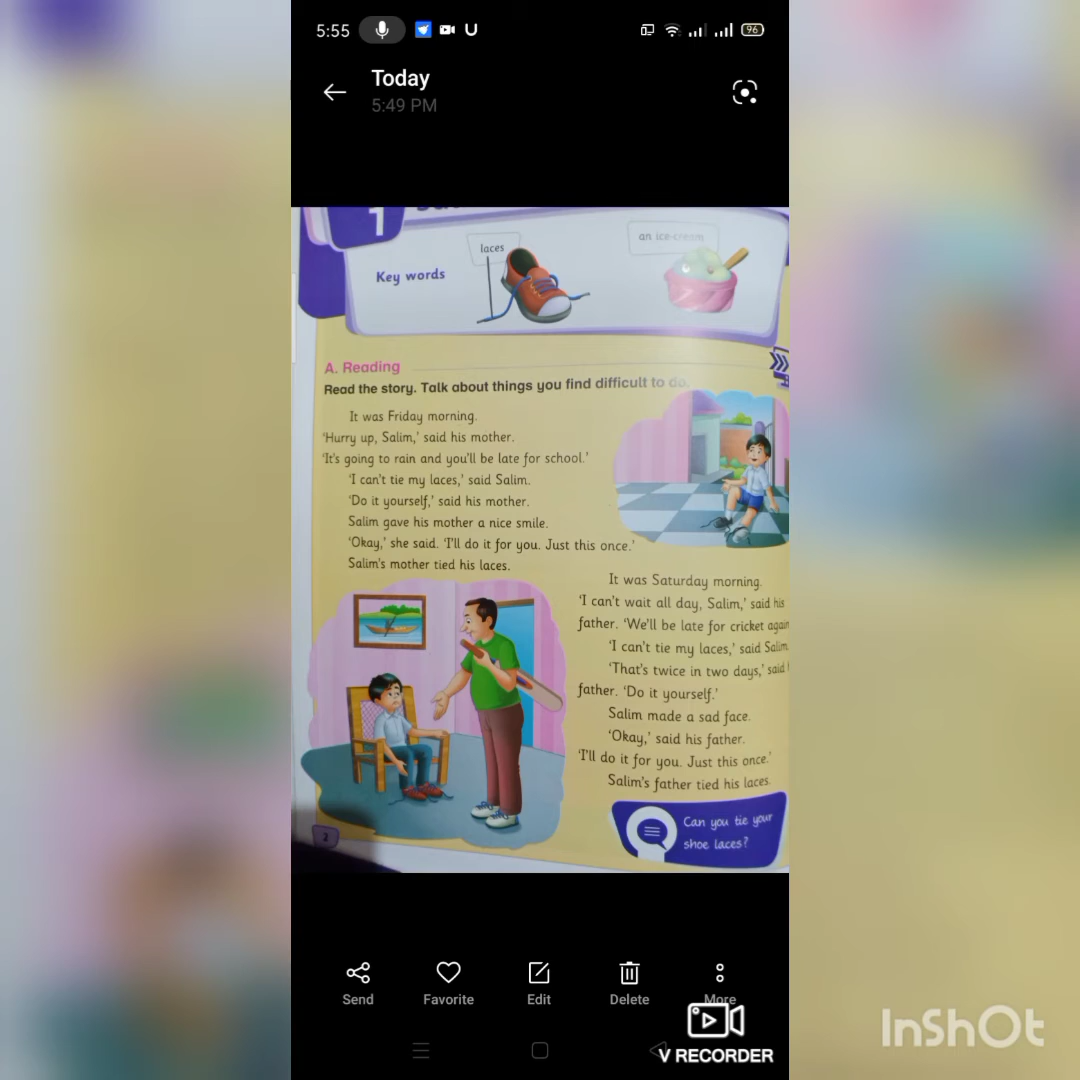 5:55
U
96
Today
5:49 PM
1
laces
an ice-cream
Key words
A. Reading
Read the story. Talk about things you find difficult to do.
It was Friday morning.
'Hurry up, Salim,' said his mother.
'It's going to rain and you'll be late for school.'
'I can't tie my laces,' said Salim.
'Do it yourself,' said his mother.
Salim gave his mother a nice smile.
'Okay,' she said. 'I'll do it for you. Just this once.'
Salim's mother tied his laces.
It was Saturday morning.
'I can't wait all day, Salim,' said his
father. 'We'll be late for cricket again
'I can't tie my laces,' said Salim.
'That's twice in two days,' said
father. 'Do it yourself.'
Salim made a sad face.
'Okay,' said his father.
'I'll do it for you. Just this once.'
Salim's father tied his laces.
Can you tie your
shoe laces?
2
Send
Favorite
Edit
Delete
More
V RECORDER
InShOt